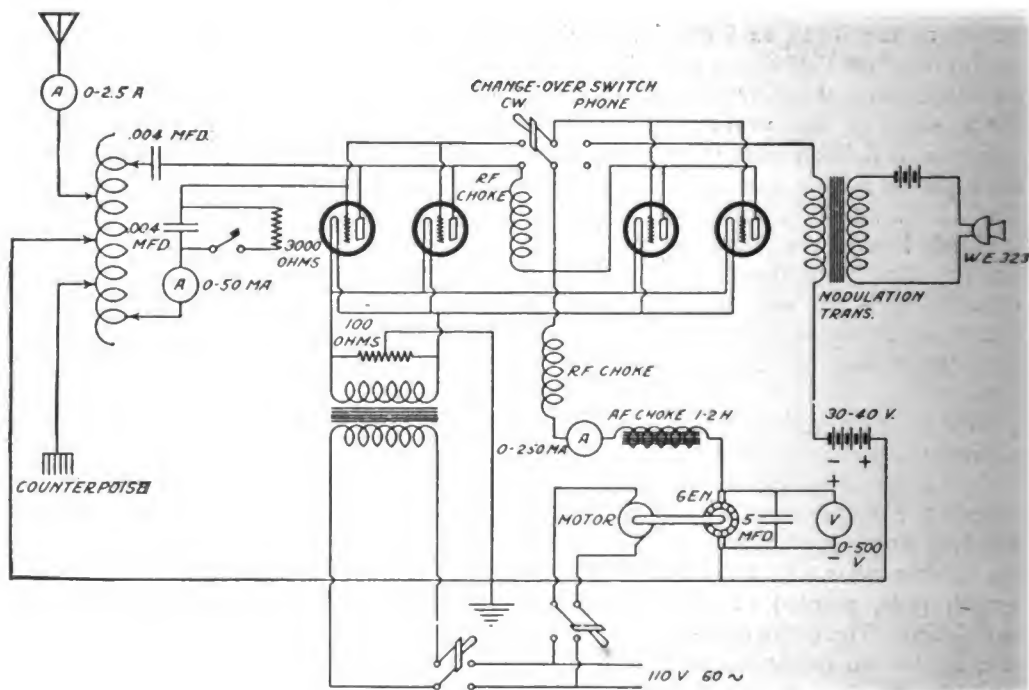 A
0-2.5 A
.004 MFD.
CHANGE-OVER SWITCH
CW PHONE
RF
CHOKE
.004
MFD
3000
OHMS
A
0-50 MA
W.E. 323
MODULATION
TRANS.
100
OHMS
RF CHOKE
AF CHOKE 1-2 H
30-40 V.
0-250MA
A
- +
+
COUNTERPOISE
GEN.
MOTOR
5
MFD
V
0-500
V
-
110 V 60 ~